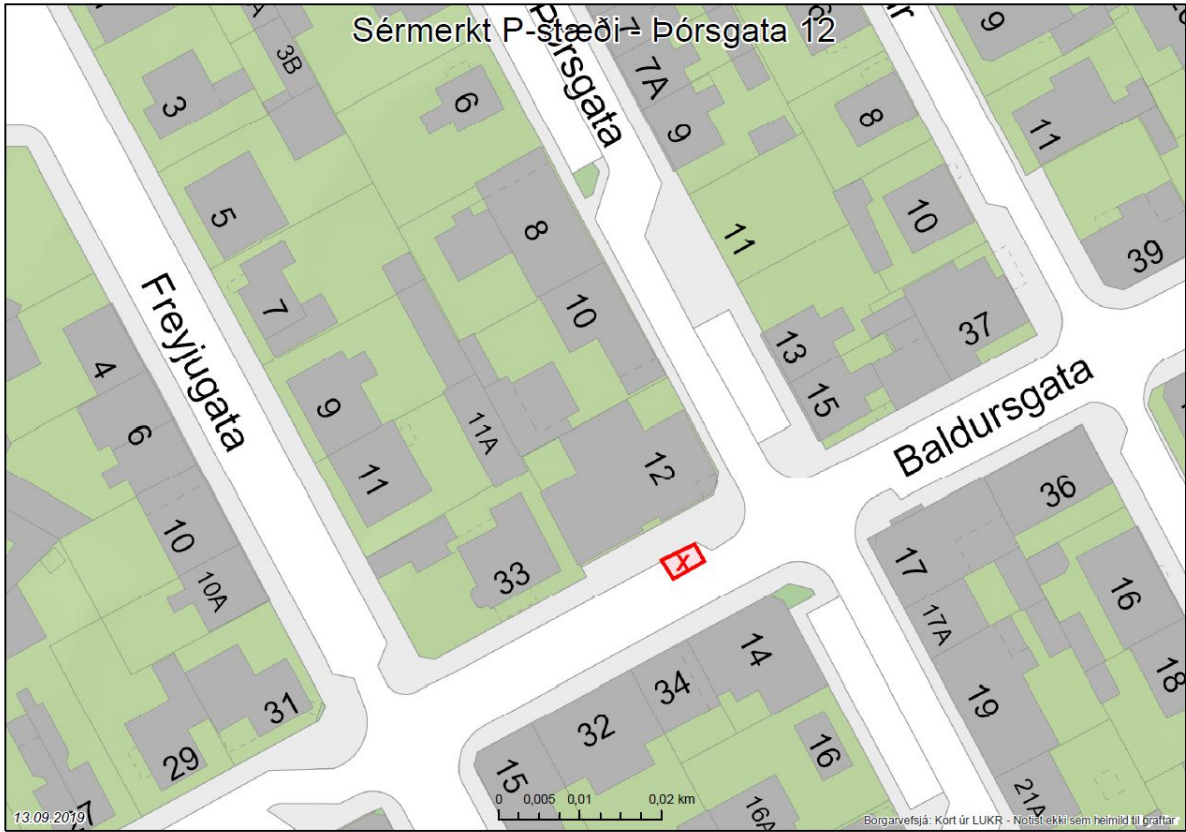 Sérmerkt P-stæði - Þórsgata 12
3B
3
6
7A
9
9
8
11
5
8
11
10
39
Þórsgata
Freyjugata
7
10
37
13
4
15
Baldursgata
9
6
11A
12
36
11
10
33
17
16
10A
17A
14
34
18
31
19
32
29
16
15
21A
16A
13.09.2019
0 0,005 0,01 0,02 km
Borgarvefsjá: Kort úr LUKR - Notist ekki sem heimild til graftar